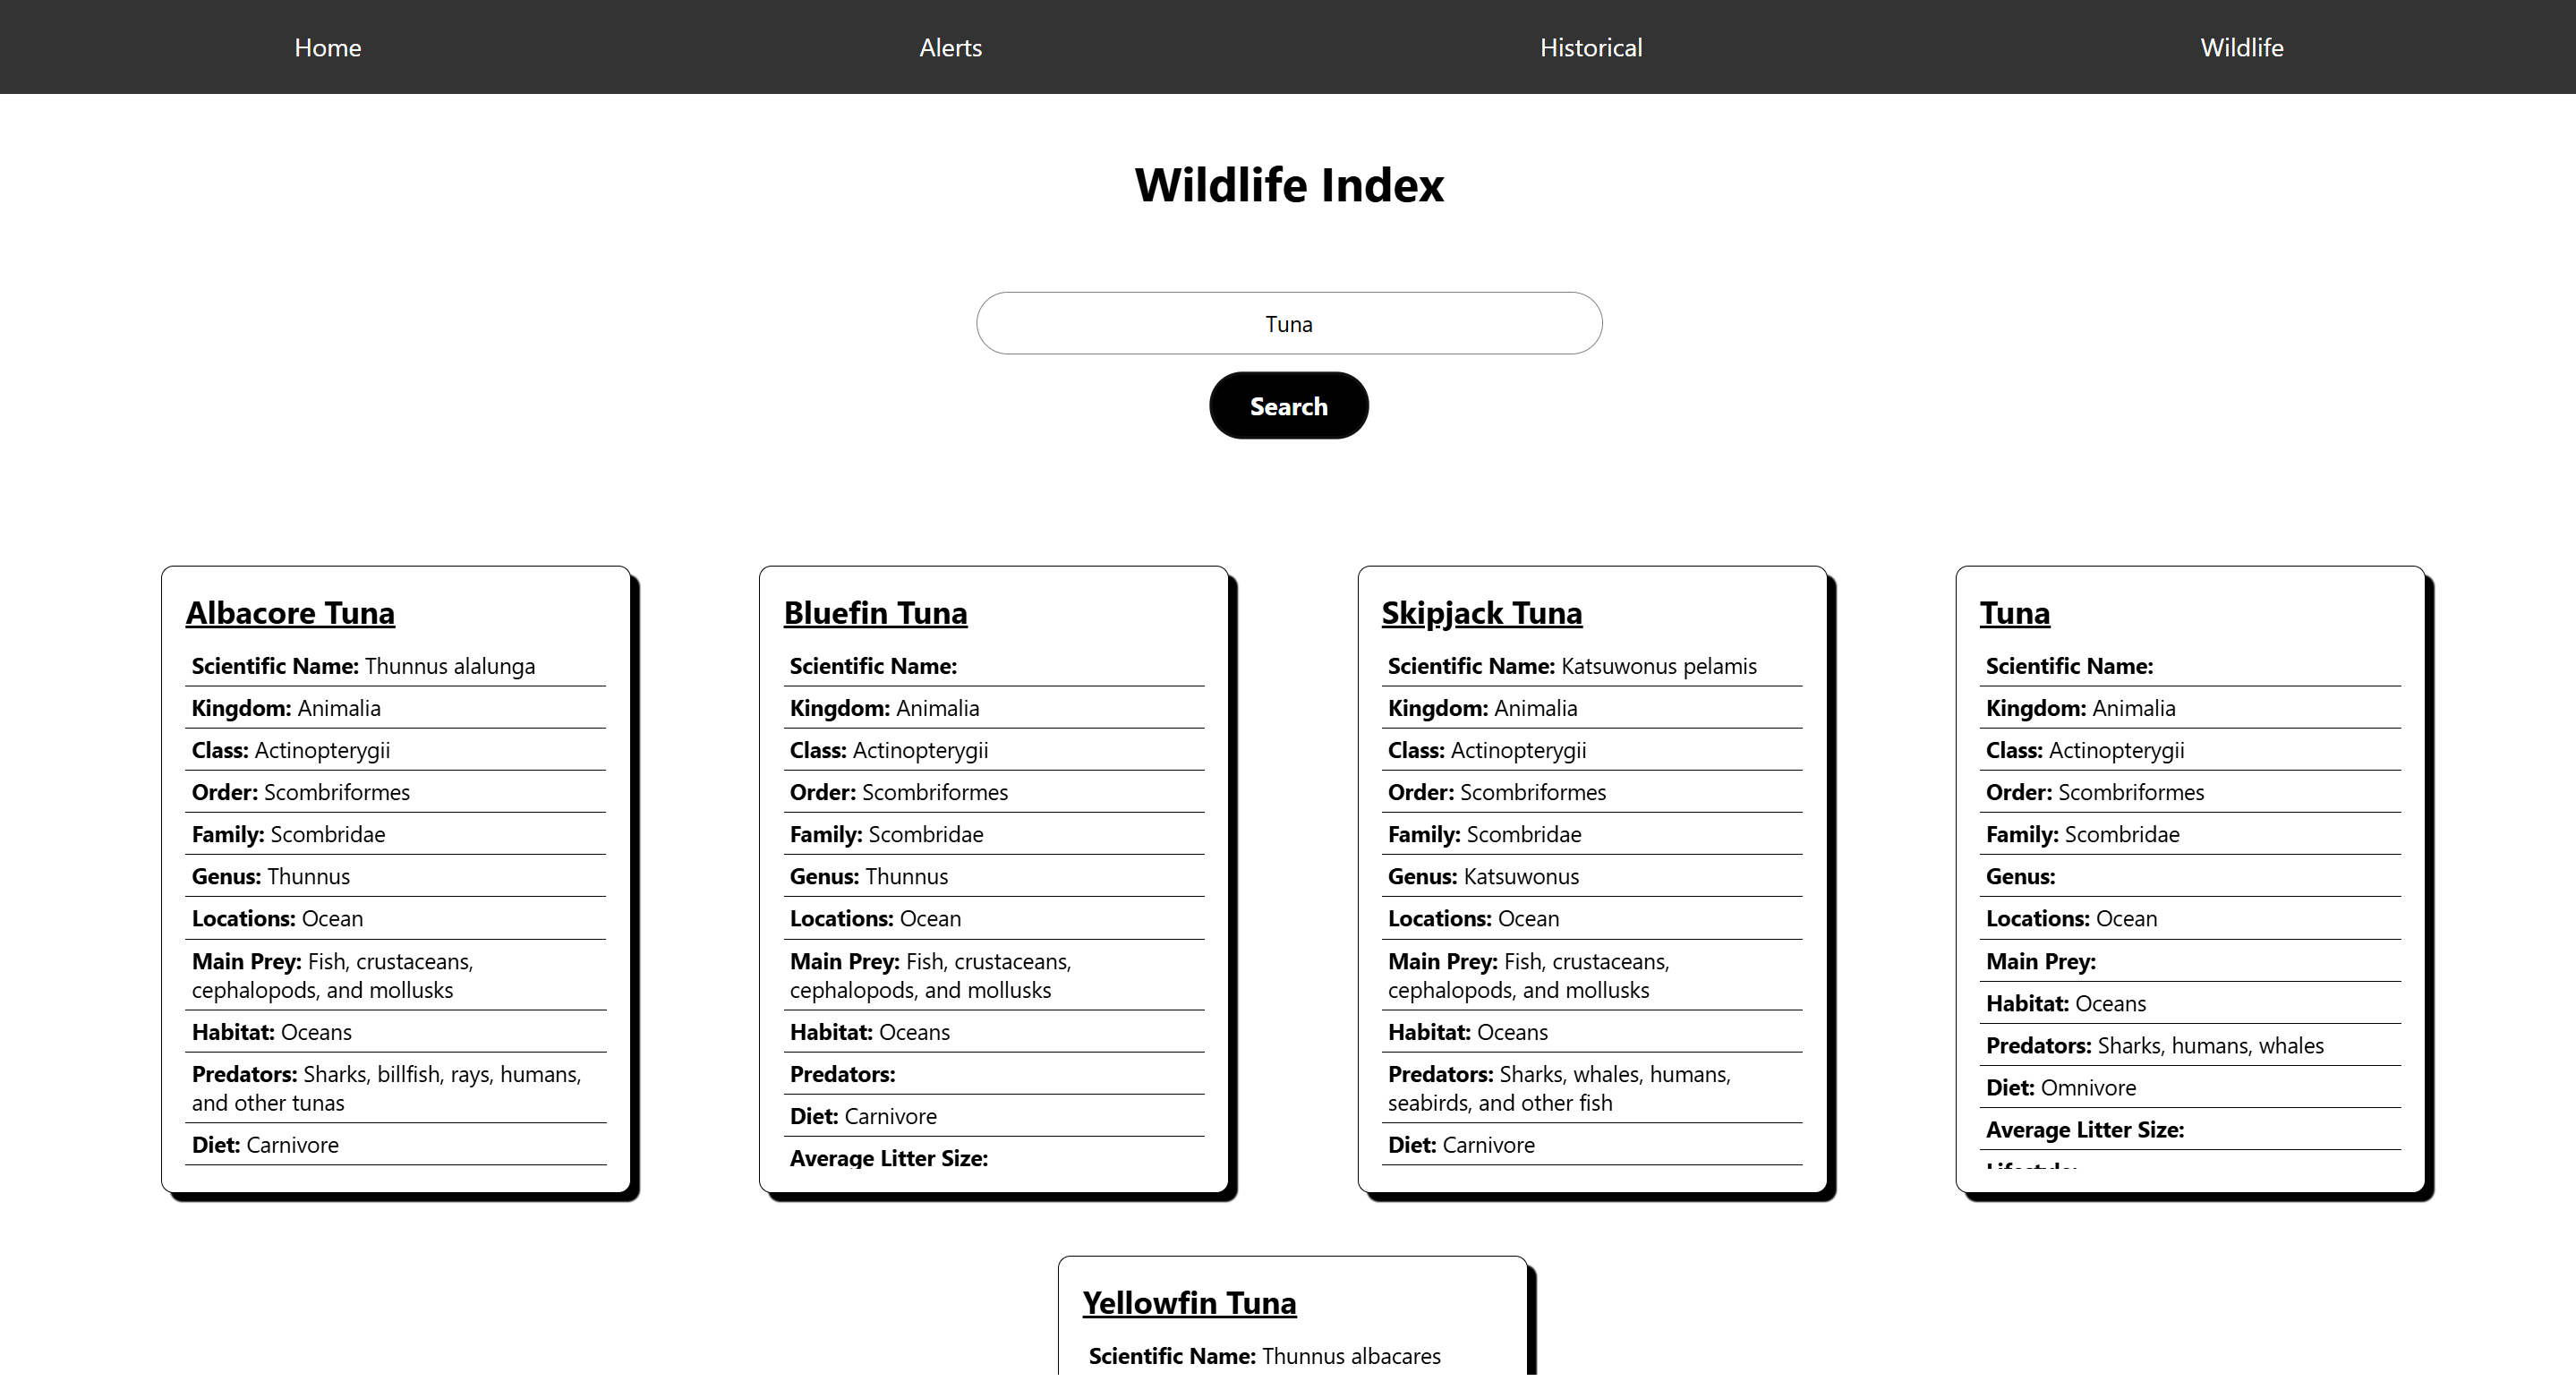 Home
Alerts
Historical
Wildlife
Wildlife Index
Tuna
Search
Albacore Tuna
Scientific Name: Thunnus alalunga
Kingdom: Animalia
Class: Actinopterygii
Order: Scombriformes
Family: Scombridae
Genus: Thunnus
Locations: Ocean
Main Prey: Fish, crustaceans,
cephalopods, and mollusks
Habitat: Oceans
Predators: Sharks, billfish, rays, humans,
and other tunas
Diet: Carnivore
Bluefin Tuna
Scientific Name:
Kingdom: Animalia
Class: Actinopterygii
Order: Scombriformes
Family: Scombridae
Genus: Thunnus
Locations: Ocean
Main Prey: Fish, crustaceans,
cephalopods, and mollusks
Habitat: Oceans
Predators:
Diet: Carnivore
Average Litter Size:
Skipjack Tuna
Scientific Name: Katsuwonus pelamis
Kingdom: Animalia
Class: Actinopterygii
Order: Scombriformes
Family: Scombridae
Genus: Katsuwonus
Locations: Ocean
Main Prey: Fish, crustaceans,
cephalopods, and mollusks
Habitat: Oceans
Predators: Sharks, whales, humans,
seabirds, and other fish
Diet: Carnivore
Tuna
Scientific Name:
Kingdom: Animalia
Class: Actinopterygii
Order: Scombriformes
Family: Scombridae
Genus:
Locations: Ocean
Main Prey:
Habitat: Oceans
Predators: Sharks, humans, whales
Diet: Omnivore
Average Litter Size:
Lifestyle:
Yellowfin Tuna
Scientific Name: Thunnus albacares